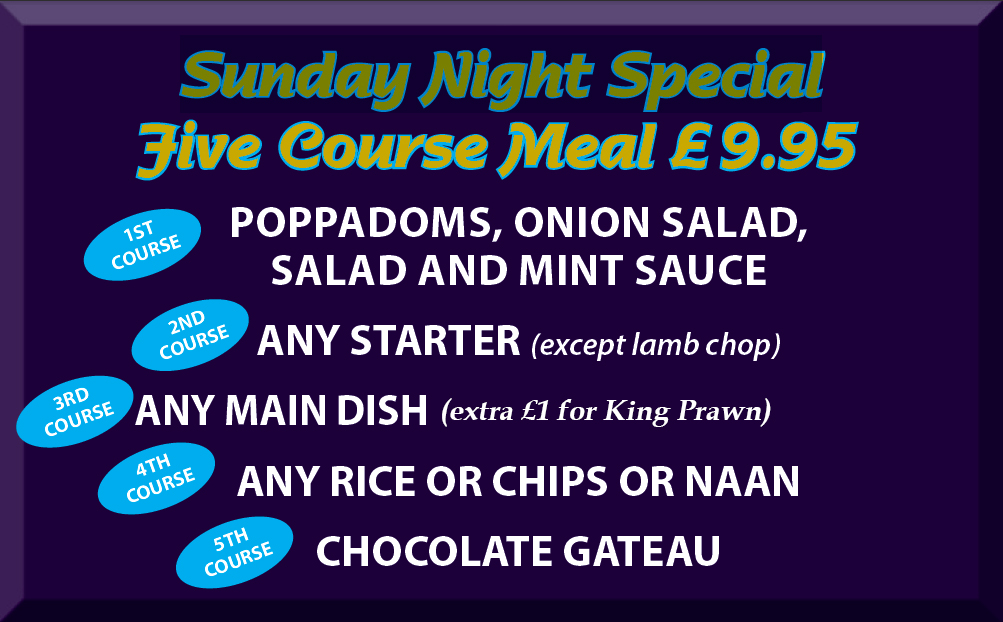 Sunday Night Special
Five Course Meal £ 9.95
1ST
COURSE
POPPADOMS, ONION SALAD,
SALAD AND MINT SAUCE
2ND
COURSE
ANY STARTER (except lamb chop)
3RD
COURSE
ANY MAIN DISH (extra £1 for King Prawn)
4TH
COURSE
ANY RICE OR CHIPS OR NAAN
5TH
COURSE
CHOCOLATE GATEAU